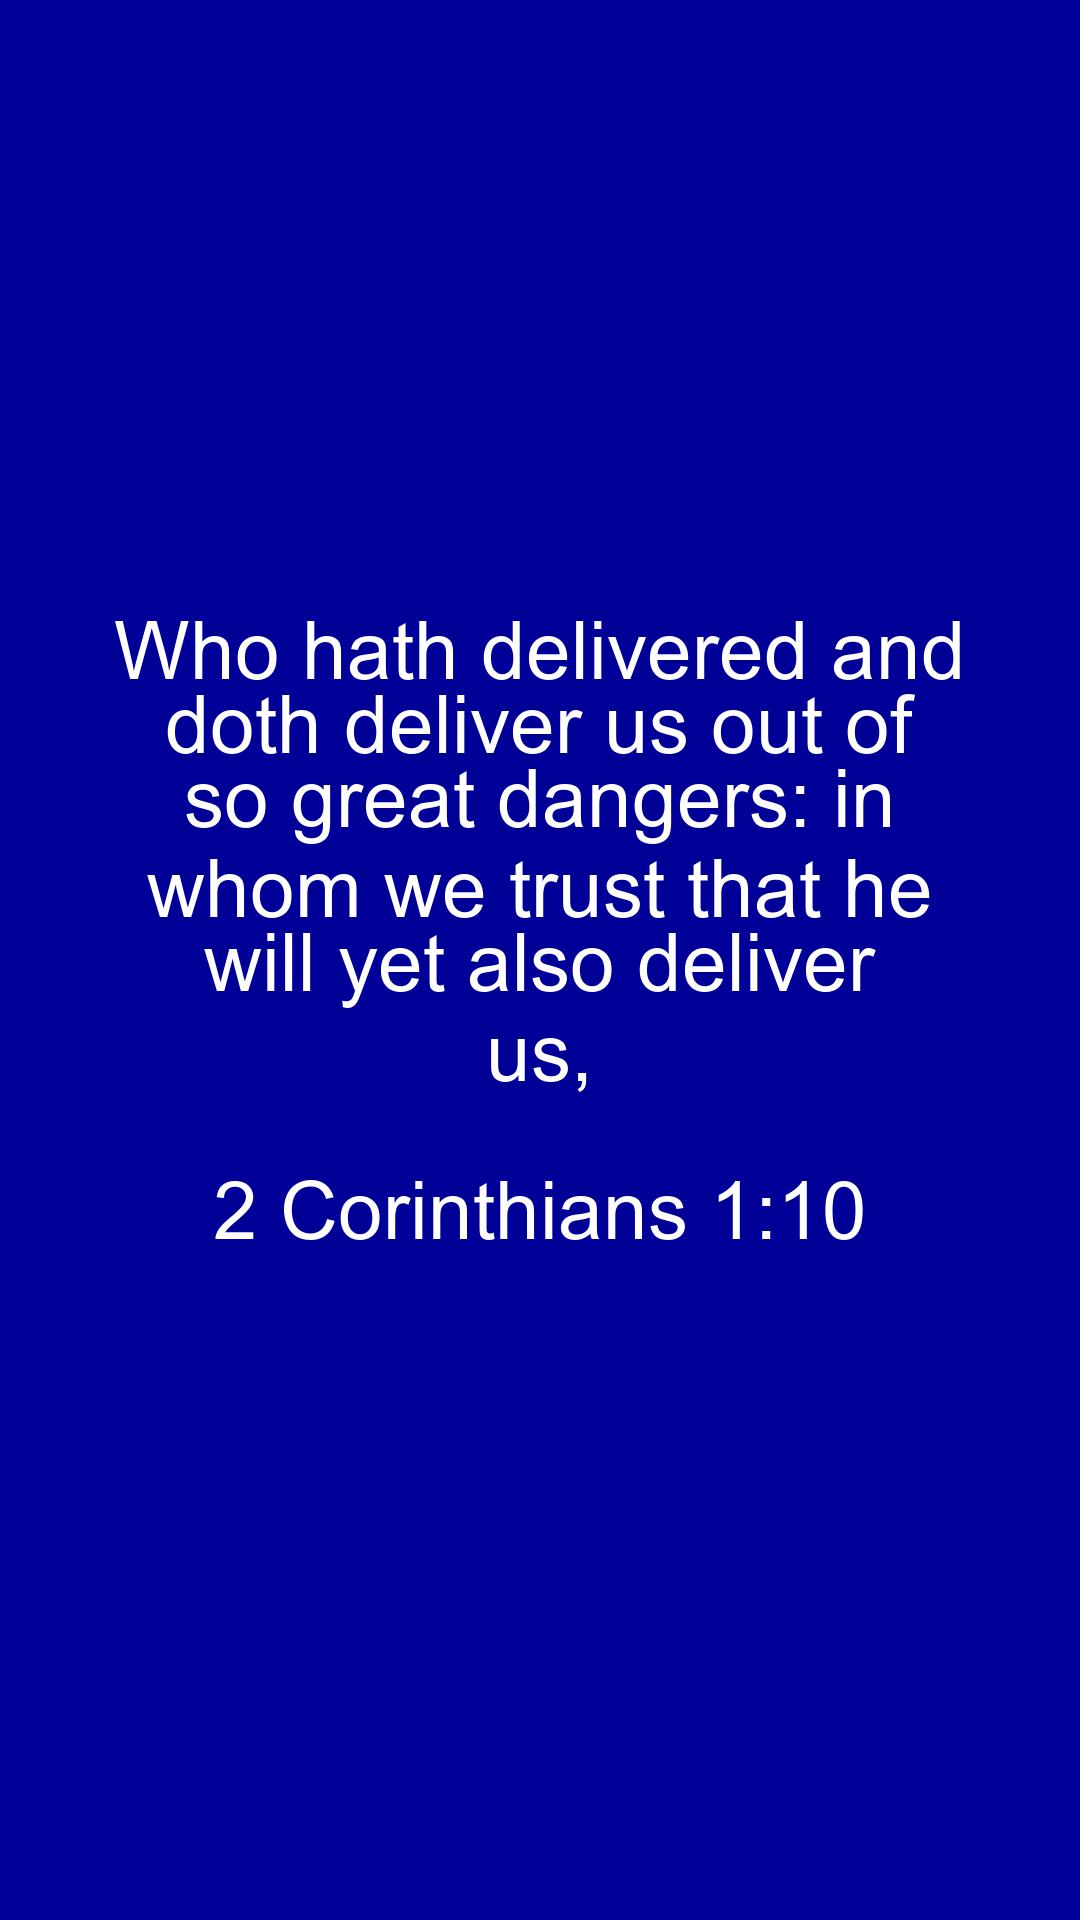 Who hath delivered and
doth deliver us out of
so great dangers: in
whom we trust that he
will yet also deliver
us,
2 Corinthians 1:10